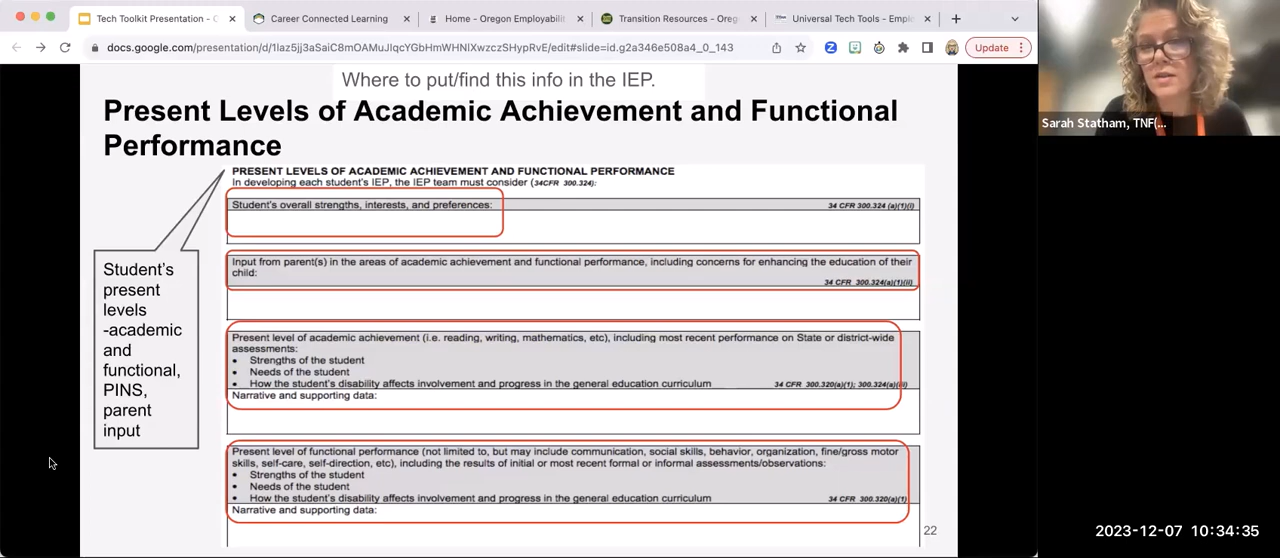 Tech Toolkit Presentation - G
Career Connected Learning
Home - Oregon Employabili
Transition Resources - Oreg
Universal Tech Tools - Empl
docs.google.com/presentation/d/1laz5jj3aSaiC8mOAMuJlqcYGbHmWHNlXwzczSHypRvE/edit#slide=id.g2a346e508a4_0_143
Update
Where to put/find this info in the IEP.
Present Levels of Academic Achievement and Functional
Performance
PRESENT LEVELS OF ACADEMIC ACHIEVEMENT AND FUNCTIONAL PERFORMANCE
In developing each student's IEP, the IEP team must consider (34CFR 300.324):
Student's overall strengths, interests, and preferences: 34 CFR 300.324 (a)(1)(i)
Input from parent(s) in the areas of academic achievement and functional performance, including concerns for enhancing the education of their
child:
34 CFR 300.324(a)(1)(ii)
Present level of academic achievement (i.e. reading, writing, mathematics, etc), including most recent performance on State or district-wide
assessments:
• Strengths of the student
• Needs of the student
• How the student's disability affects involvement and progress in the general education curriculum 34 CFR 300.320(a)(1); 300.324(a)(iii)
Narrative and supporting data:
Present level of functional performance (not limited to, but may include communication, social skills, behavior, organization, fine/gross motor
skills, self-care, self-direction, etc), including the results of initial or most recent formal or informal assessments/observations:
• Strengths of the student
• Needs of the student
• How the student's disability affects involvement and progress in the general education curriculum 34 CFR 300.320(a)(1)
Narrative and supporting data:
Student's
present
levels
-academic
and
functional,
PINS,
parent
input
22
Sarah Statham, TNF(...
2023-12-07 10:34:35